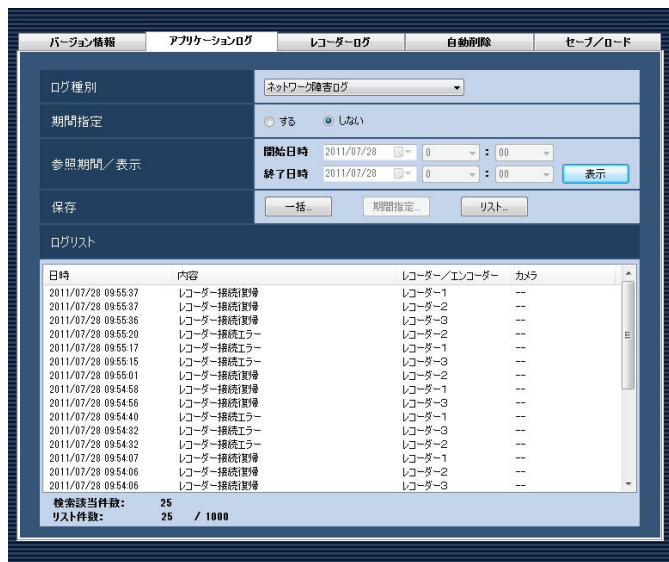 バージョン情報 アプリケーションログ レコーダーログ 自動削除 セーブ／ロード
ログ種別 ネットワーク障害ログ
期間指定 する しない
参照期間／表示
開始日時 2011/07/28 0 : 00
終了日時 2011/07/28 0 : 00 表示
保存 一括... 期間指定... リスト...
ログリスト
日時 内容 レコーダー／エンコーダー カメラ
2011/07/28 09:55:37 レコーダー接続復帰 レコーダー1 --
2011/07/28 09:55:37 レコーダー接続復帰 レコーダー2 --
2011/07/28 09:55:36 レコーダー接続復帰 レコーダー3 --
2011/07/28 09:55:20 レコーダー接続エラー レコーダー2 --
2011/07/28 09:55:17 レコーダー接続エラー レコーダー1 --
2011/07/28 09:55:15 レコーダー接続エラー レコーダー3 --
2011/07/28 09:55:01 レコーダー接続復帰 レコーダー2 --
2011/07/28 09:54:58 レコーダー接続復帰 レコーダー1 --
2011/07/28 09:54:56 レコーダー接続復帰 レコーダー3 --
2011/07/28 09:54:40 レコーダー接続エラー レコーダー1 --
2011/07/28 09:54:32 レコーダー接続エラー レコーダー3 --
2011/07/28 09:54:32 レコーダー接続エラー レコーダー2 --
2011/07/28 09:54:07 レコーダー接続復帰 レコーダー1 --
2011/07/28 09:54:06 レコーダー接続復帰 レコーダー2 --
2011/07/28 09:54:06 レコーダー接続復帰 レコーダー3 --
検索該当件数: 25
リスト件数: 25 / 1000